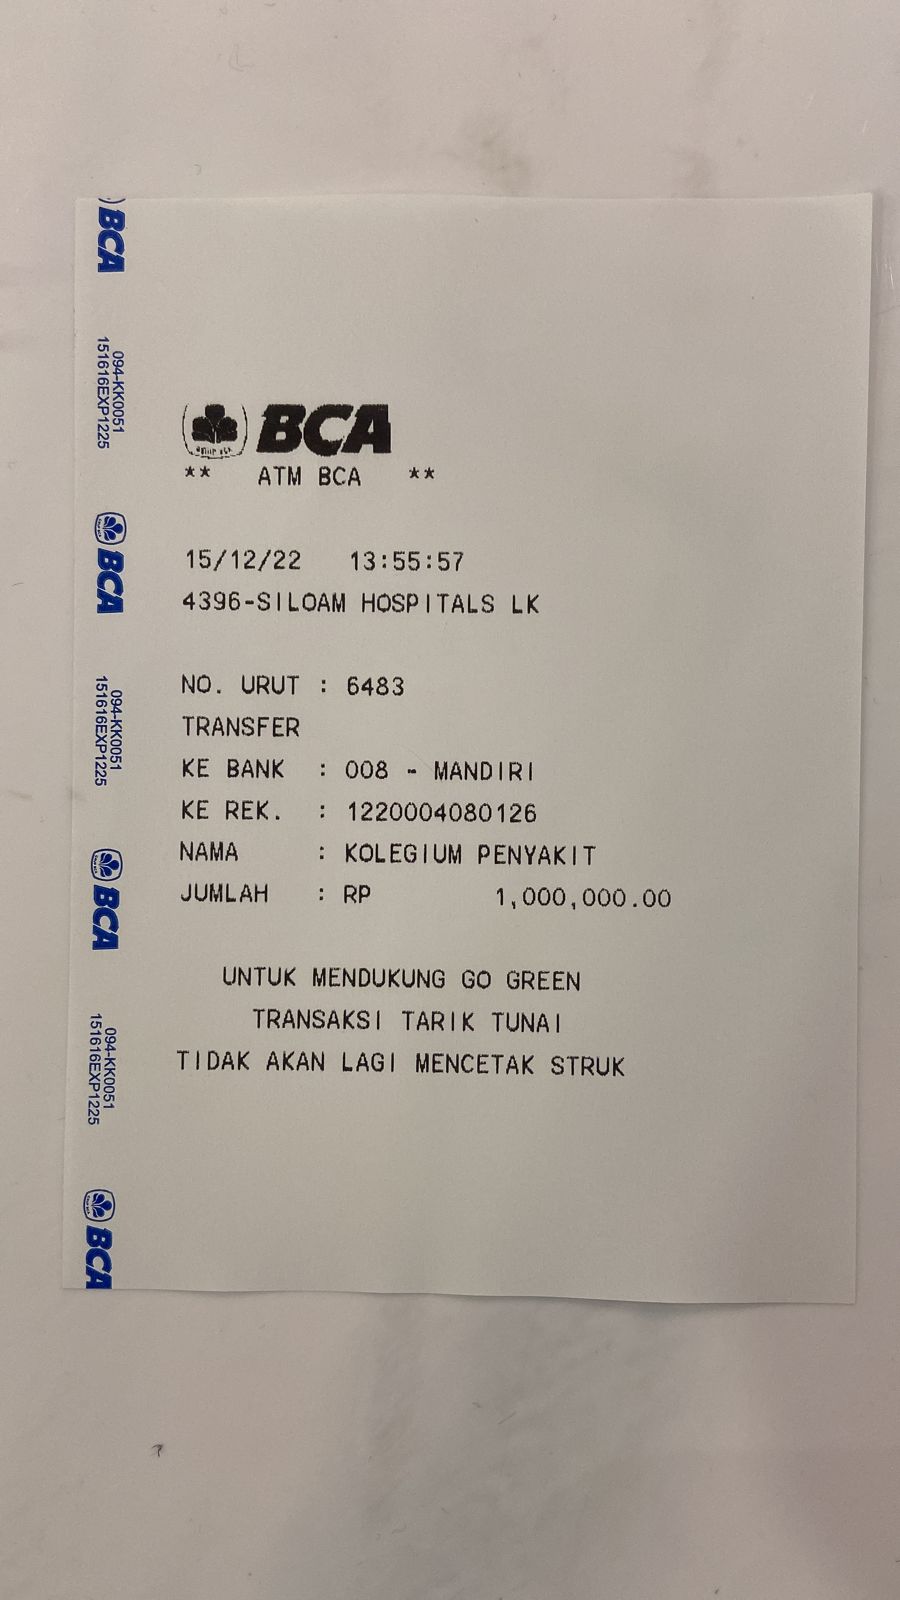 BCA
** ATM BCA **
15/12/22 13:55:57
4396-SILOAM HOSPITALS LK
NO. URUT : 6483
TRANSFER
KE BANK : 008 - MANDIRI
KE REK. : 1220004080126
NAMA : KOLEGIUM PENYAKIT
JUMLAH : RP 1,000,000.00
UNTUK MENDUKUNG GO GREEN
TRANSAKSI TARIK TUNAI
TIDAK AKAN LAGI MENCETAK STRUK
BCA
094-KK0051
151616EXP1225
BCA
094-KK0051
151616EXP1225
BCA
094-KK0051
151616EXP1225
BCA